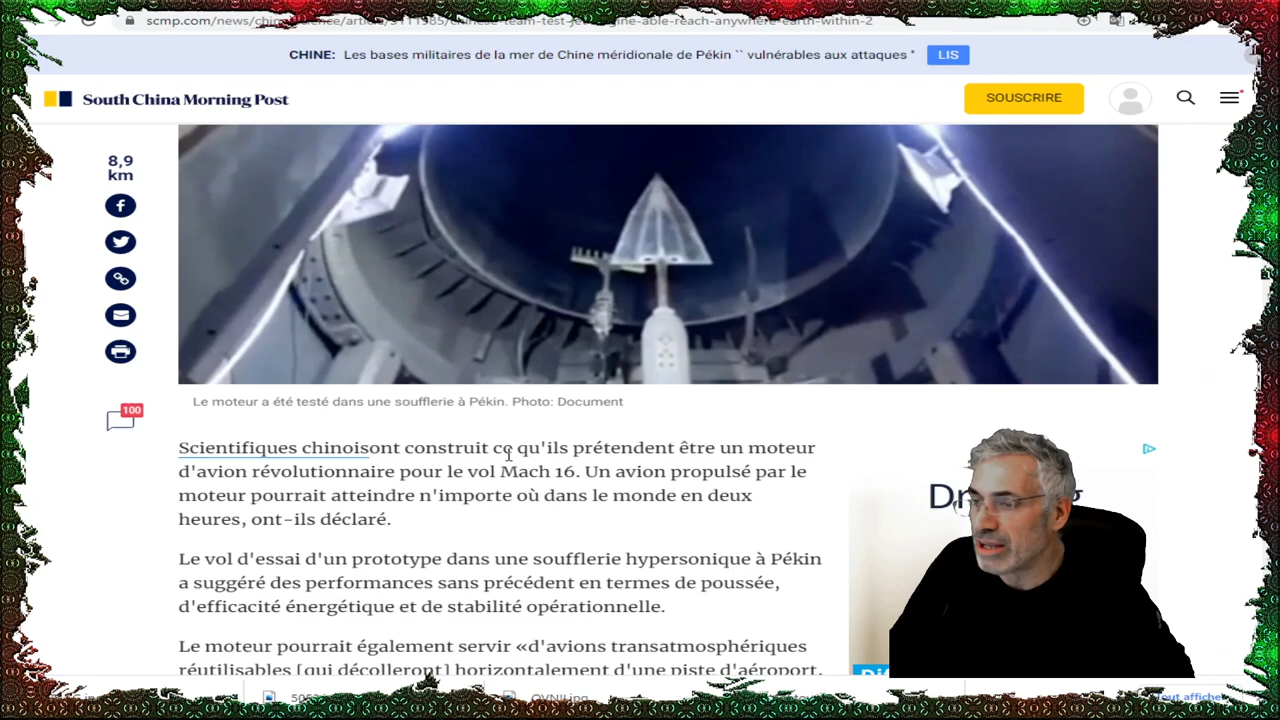 scmp.com/news/china-science/article/3111985/chinese-team-test-jet-engine-able-reach-anywhere-earth-within-2
CHINE: Les bases militaires de la mer de Chine méridionale de Pékin `` vulnérables aux attaques " LIS
South China Morning Post
SOUSCRIRE
8,9
km
100
Le moteur a été testé dans une soufflerie à Pékin. Photo: Document
Scientifiques chinoisont construit ce qu'ils prétendent être un moteur
d'avion révolutionnaire pour le vol Mach 16. Un avion propulsé par le
moteur pourrait atteindre n'importe où dans le monde en deux
heures, ont-ils déclaré.
Le vol d'essai d'un prototype dans une soufflerie hypersonique à Pékin
a suggéré des performances sans précédent en termes de poussée,
d'efficacité énergétique et de stabilité opérationnelle.
Le moteur pourrait également servir «d'avions transatmosphériques
réutilisables [qui décolleront] horizontalement d'une piste d'aéroport,